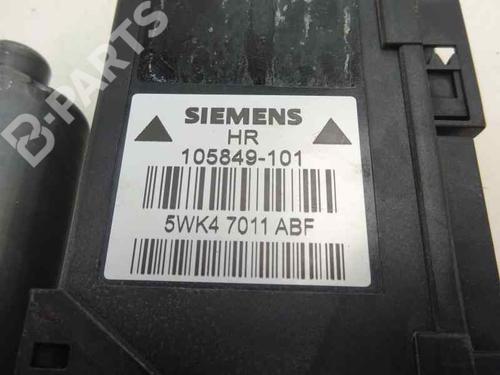 B-PARTS
SIEMENS
HR
105849-101
5WK4 7011 ABF